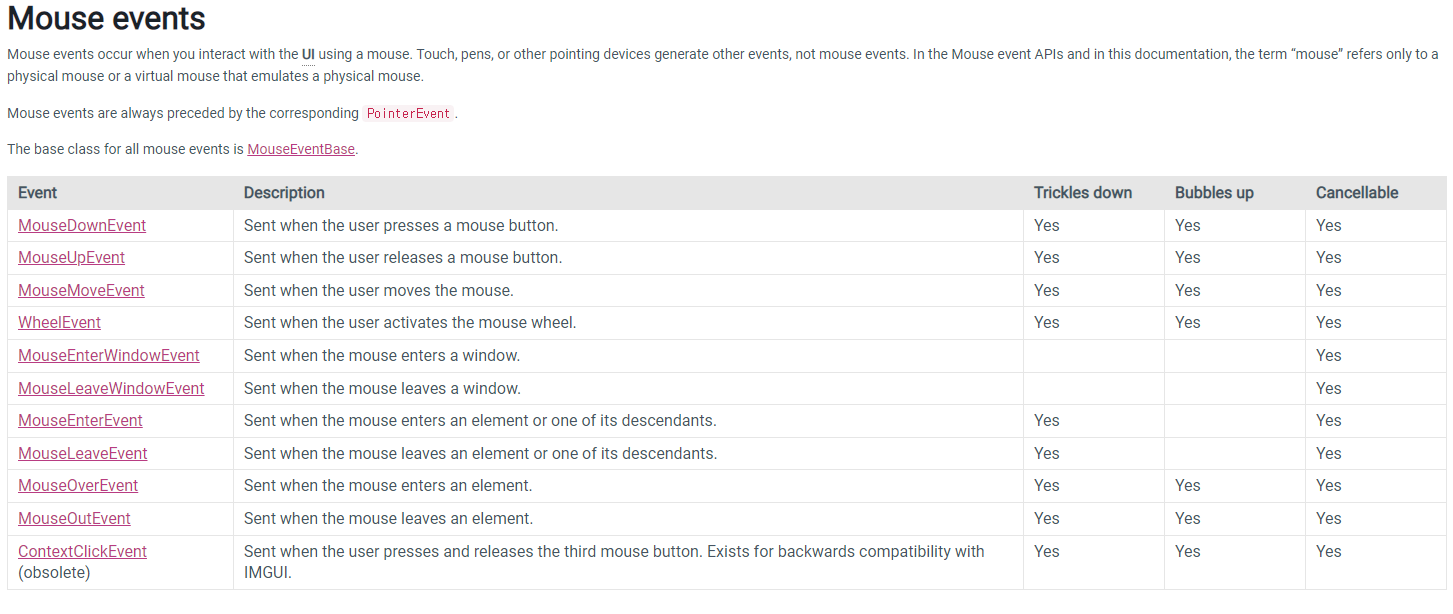 Mouse events
Mouse events occur when you interact with the UI using a mouse. Touch, pens, or other pointing devices generate other events, not mouse events. In the Mouse event APIs and in this documentation, the term “mouse” refers only to a
physical mouse or a virtual mouse that emulates a physical mouse.
Mouse events are always preceded by the corresponding PointerEvent.
The base class for all mouse events is MouseEventBase.
Event Description Trickles down Bubbles up Cancellable
MouseDownEvent Sent when the user presses a mouse button. Yes Yes Yes
MouseUpEvent Sent when the user releases a mouse button. Yes Yes Yes
MouseMoveEvent Sent when the user moves the mouse. Yes Yes Yes
WheelEvent Sent when the user activates the mouse wheel. Yes Yes Yes
MouseEnterWindowEvent Sent when the mouse enters a window. Yes
MouseLeaveWindowEvent Sent when the mouse leaves a window. Yes
MouseEnterEvent Sent when the mouse enters an element or one of its descendants. Yes Yes
MouseLeaveEvent Sent when the mouse leaves an element or one of its descendants. Yes Yes
MouseOverEvent Sent when the mouse enters an element. Yes Yes Yes
MouseOutEvent Sent when the mouse leaves an element. Yes Yes Yes
ContextClickEvent Sent when the user presses and releases the third mouse button. Exists for backwards compatibility with Yes Yes Yes
(obsolete) IMGUI.